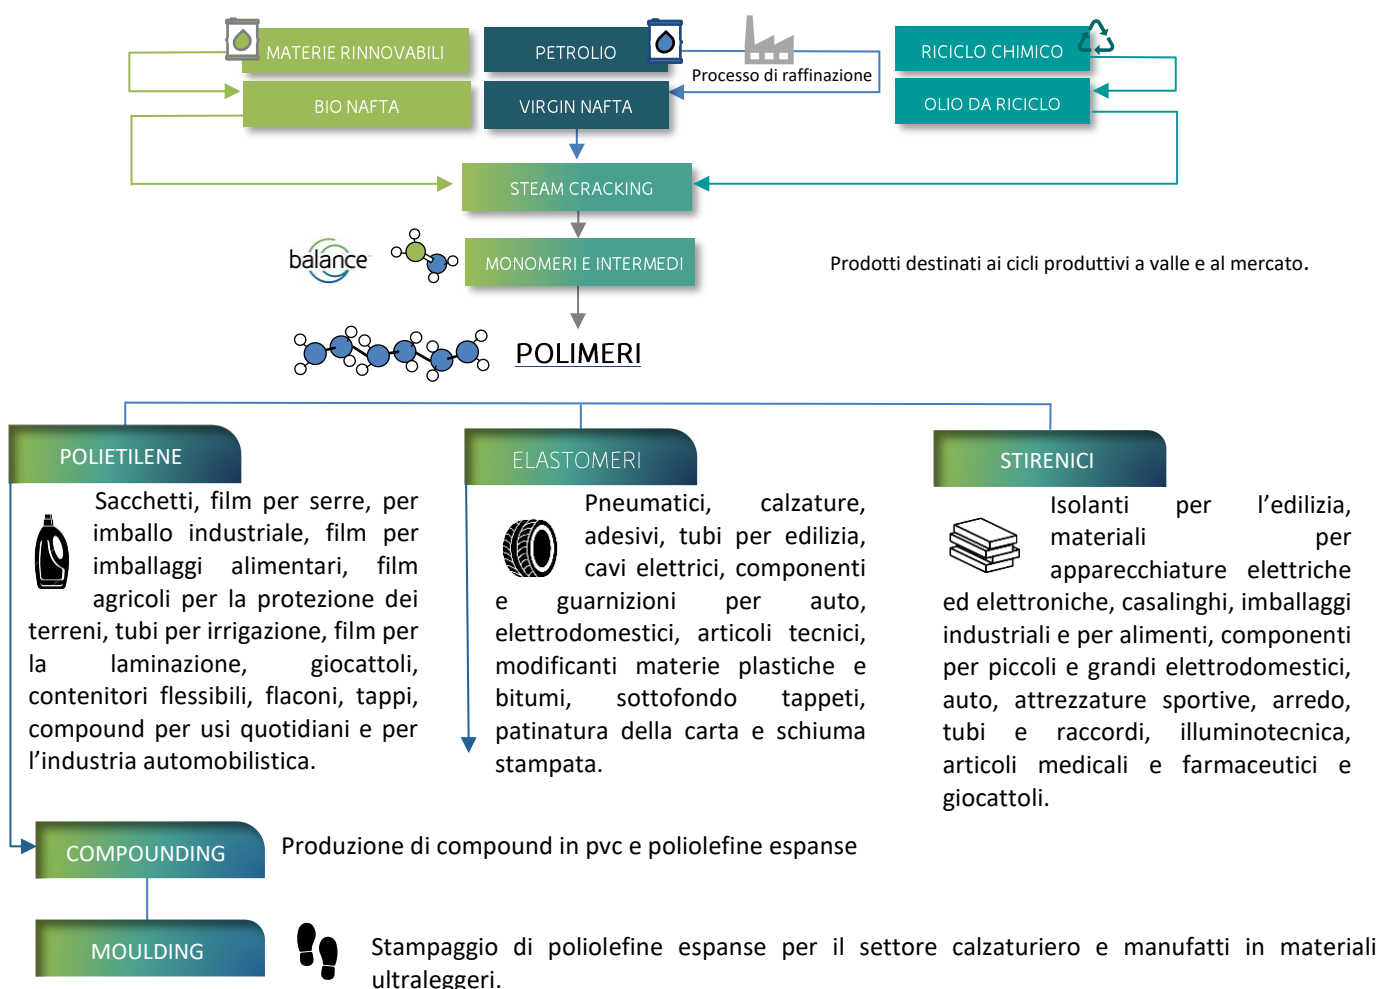 MATERIE RINNOVABILI
PETROLIO
RICICLO CHIMICO
Processo di raffinazione
BIO NAFTA
VIRGIN NAFTA
OLIO DA RICICLO
STEAM CRACKING
balance
MONOMERI E INTERMEDI
Prodotti destinati ai cicli produttivi a valle e al mercato.
POLIMERI
POLIETILENE
Sacchetti, film per serre, per
imballo industriale, film per
imballaggi alimentari, film
agricoli per la protezione dei
terreni, tubi per irrigazione, film per
la laminazione, giocattoli,
contenitori flessibili, flaconi, tappi,
compound per usi quotidiani e per
l’industria automobilistica.
ELASTOMERI
Pneumatici, calzature,
adesivi, tubi per edilizia,
cavi elettrici, componenti
e guarnizioni per auto,
elettrodomestici, articoli tecnici,
modificanti materie plastiche e
bitumi, sottofondo tappeti,
patinatura della carta e schiuma
stampata.
STIRENICI
Isolanti per l’edilizia,
materiali per
apparecchiature elettriche
ed elettroniche, casalinghi, imballaggi
industriali e per alimenti, componenti
per piccoli e grandi elettrodomestici,
auto, attrezzature sportive, arredo,
tubi e raccordi, illuminotecnica,
articoli medicali e farmaceutici e
giocattoli.
COMPOUNDING
Produzione di compound in pvc e poliolefine espanse
MOULDING
Stampaggio di poliolefine espanse per il settore calzaturiero e manufatti in materiali
ultraleggeri.